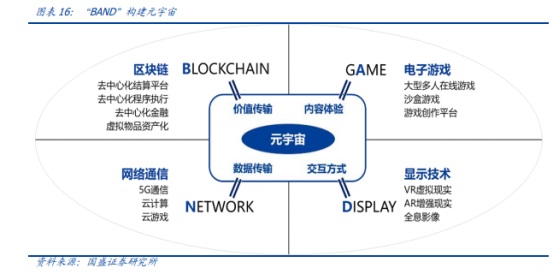 图表 16： “BAND”构建元宇宙
区块链 BLOCKCHAIN
去中心化结算平台
去中心化程序执行
去中心化金融
虚拟物品资产化
GAME 电子游戏
大型多人在线游戏
沙盒游戏
游戏创作平台
价值传输 内容体验
元宇宙
数据传输 交互方式
网络通信 NETWORK
5G通信
云计算
云游戏
DISPLAY 显示技术
VR虚拟现实
AR增强现实
全息影像
资料来源：国盛证券研究所